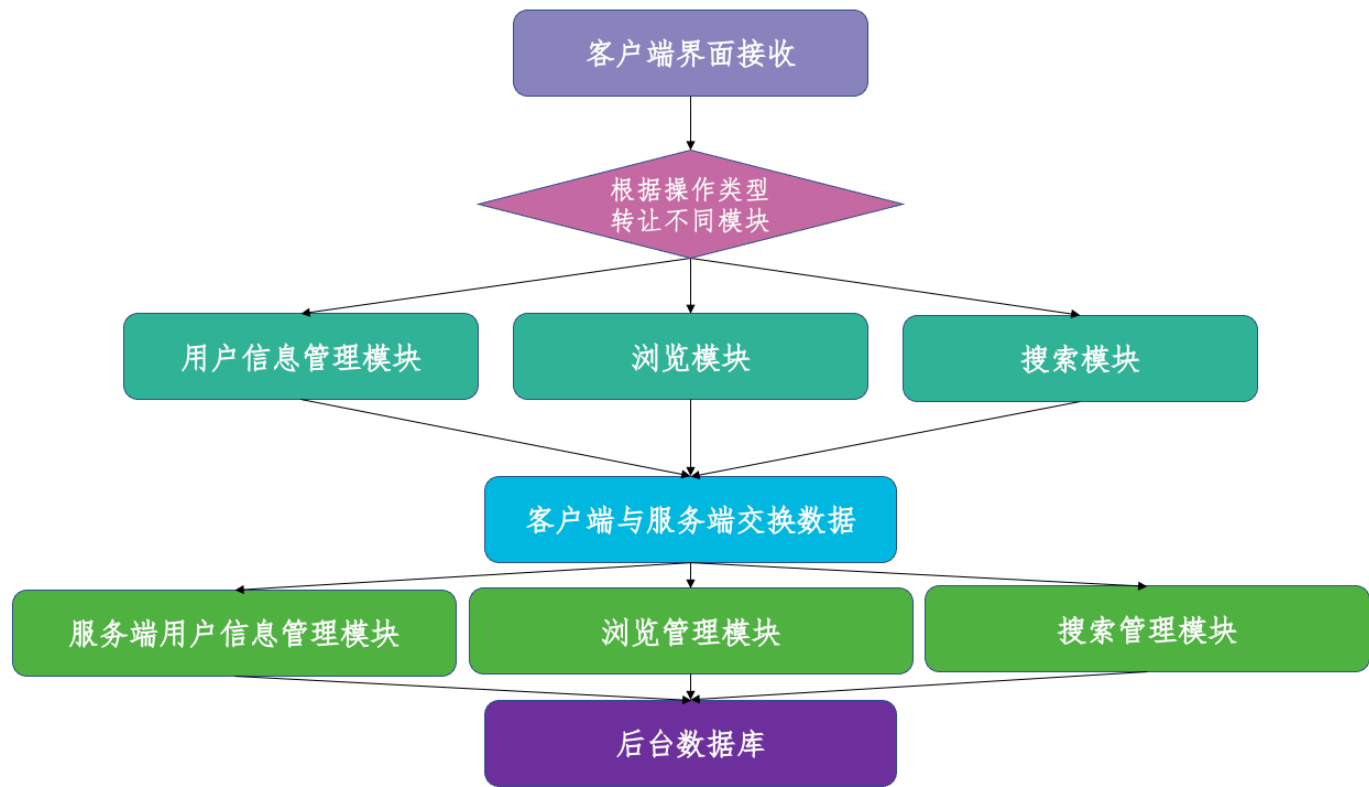 客户端界面接收
根据操作类型
转让不同模块
用户信息管理模块
浏览模块
搜索模块
客户端与服务端交换数据
服务端用户信息管理模块
浏览管理模块
搜索管理模块
后台数据库